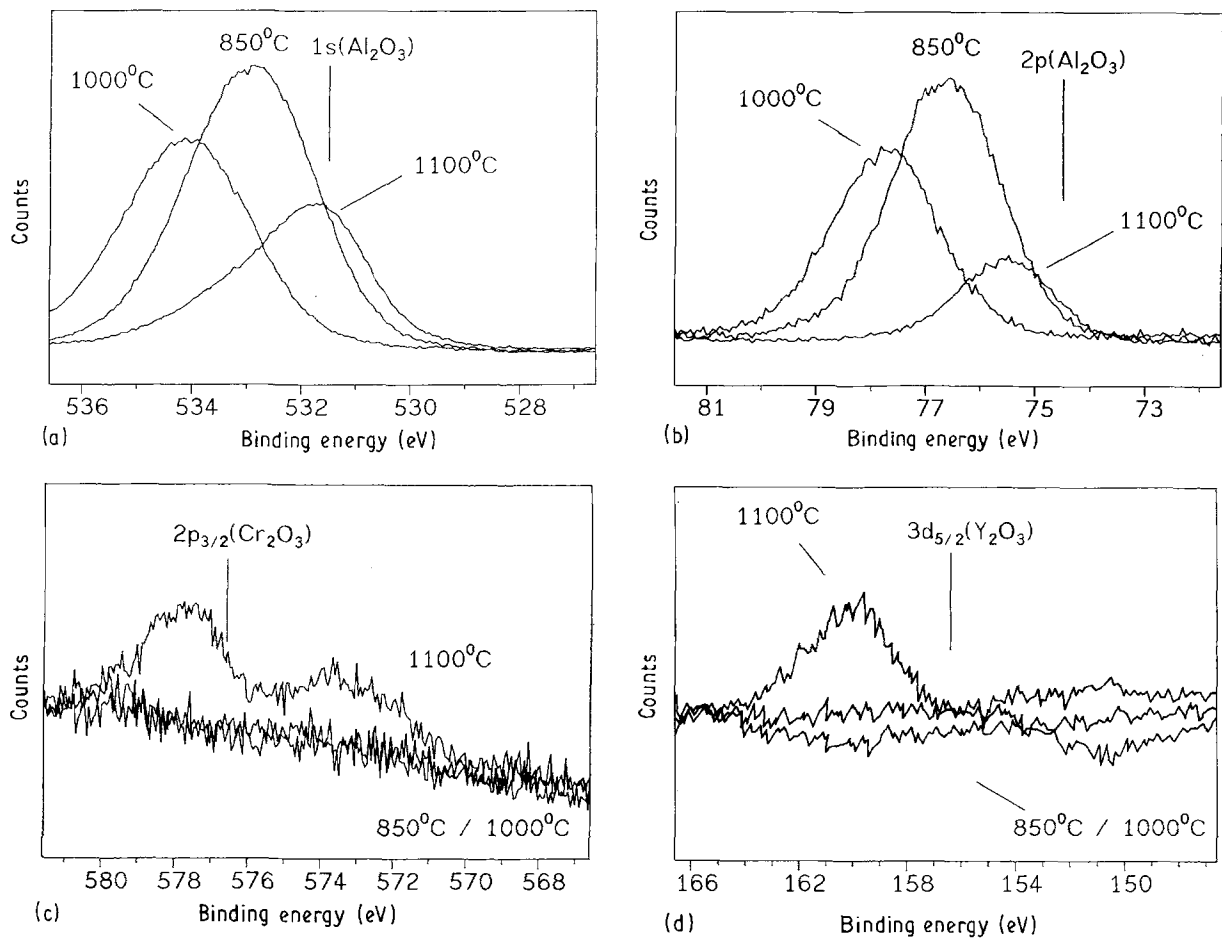 850⁰C
1s(Al₂O₃)
1000⁰C
1100⁰C
Counts
536 534 532 530 528
(a)
Binding energy (eV)
850⁰C
2p(Al₂O₃)
1000⁰C
1100⁰C
Counts
81 79 77 75 73
(b)
Binding energy (eV)
2p₃/₂(Cr₂O₃)
1100⁰C
850⁰C / 1000⁰C
Counts
580 578 576 574 572 570 568
(c)
Binding energy (eV)
1100⁰C
3d₅/₂(Y₂O₃)
850⁰C / 1000⁰C
Counts
166 162 158 154 150
(d)
Binding energy (eV)